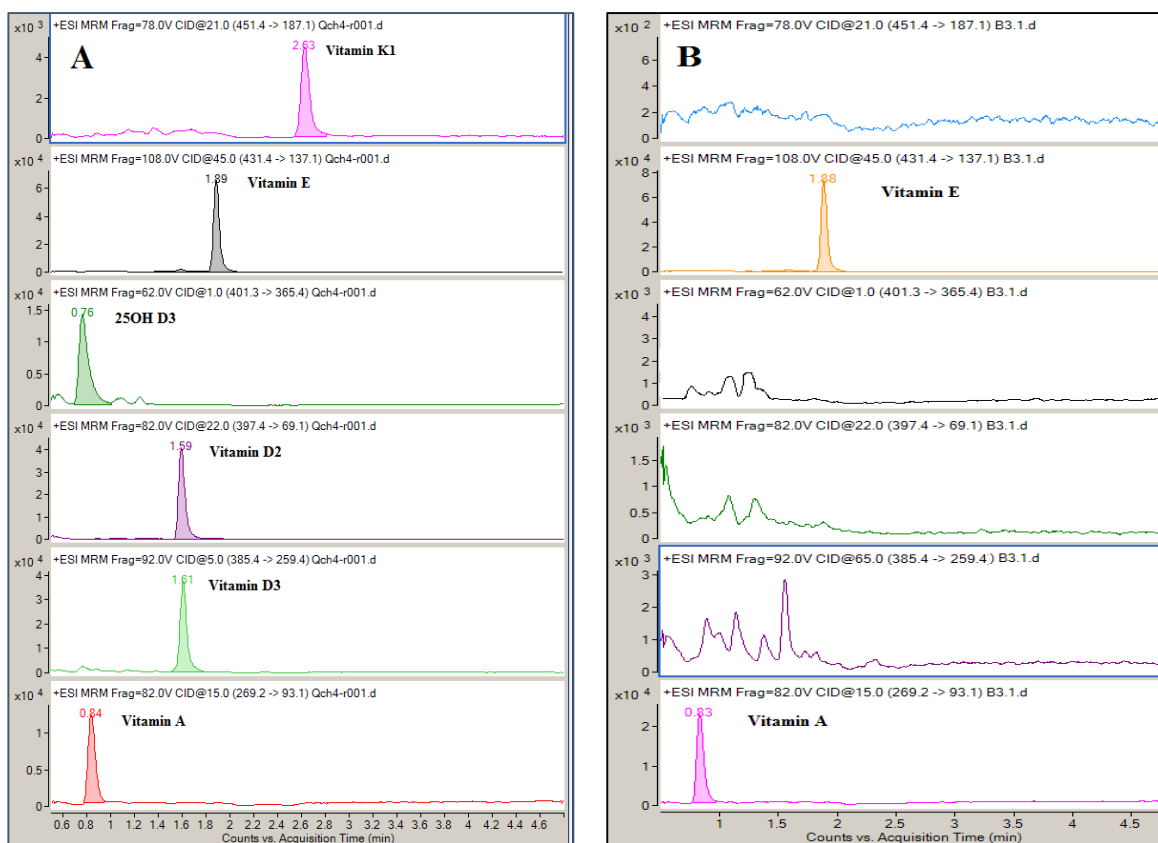 x10 3
+ESI MRM Frag=78.0V CID@21.0 (451.4 -> 187.1) Qch4-r001.d
A
2.63
Vitamin K1
4
2
0
x10 4
+ESI MRM Frag=108.0V CID@45.0 (431.4 -> 137.1) Qch4-r001.d
1.89
Vitamin E
6
4
2
0
x10 4
+ESI MRM Frag=62.0V CID@1.0 (401.3 -> 365.4) Qch4-r001.d
1.5
0.76
25OH D3
1
0.5
0
x10 4
+ESI MRM Frag=82.0V CID@22.0 (397.4 -> 69.1) Qch4-r001.d
1.59
Vitamin D2
4
3
2
1
0
x10 4
+ESI MRM Frag=92.0V CID@5.0 (385.4 -> 259.4) Qch4-r001.d
1.61
Vitamin D3
4
3
2
1
0
x10 4
+ESI MRM Frag=82.0V CID@15.0 (269.2 -> 93.1) Qch4-r001.d
0.84
Vitamin A
1
0.5
0
0.6 0.8 1 1.2 1.4 1.6 1.8 2 2.2 2.4 2.6 2.8 3 3.2 3.4 3.6 3.8 4 4.2 4.4 4.6
Counts vs. Acquisition Time (min)
x10 2
+ESI MRM Frag=78.0V CID@21.0 (451.4 -> 187.1) B3.1.d
B
6
4
2
0
x10 4
+ESI MRM Frag=108.0V CID@45.0 (431.4 -> 137.1) B3.1.d
8
1.88
Vitamin E
6
4
2
0
x10 3
+ESI MRM Frag=62.0V CID@1.0 (401.3 -> 365.4) B3.1.d
4
3
2
1
0
x10 3
+ESI MRM Frag=82.0V CID@22.0 (397.4 -> 69.1) B3.1.d
1.5
1
0.5
0
x10 3
+ESI MRM Frag=92.0V CID@65.0 (385.4 -> 259.4) B3.1.d
3
2
1
0
x10 4
+ESI MRM Frag=82.0V CID@15.0 (269.2 -> 93.1) B3.1.d
0.83
Vitamin A
2
1
0
1 1.5 2 2.5 3 3.5 4 4.5
Counts vs. Acquisition Time (min)